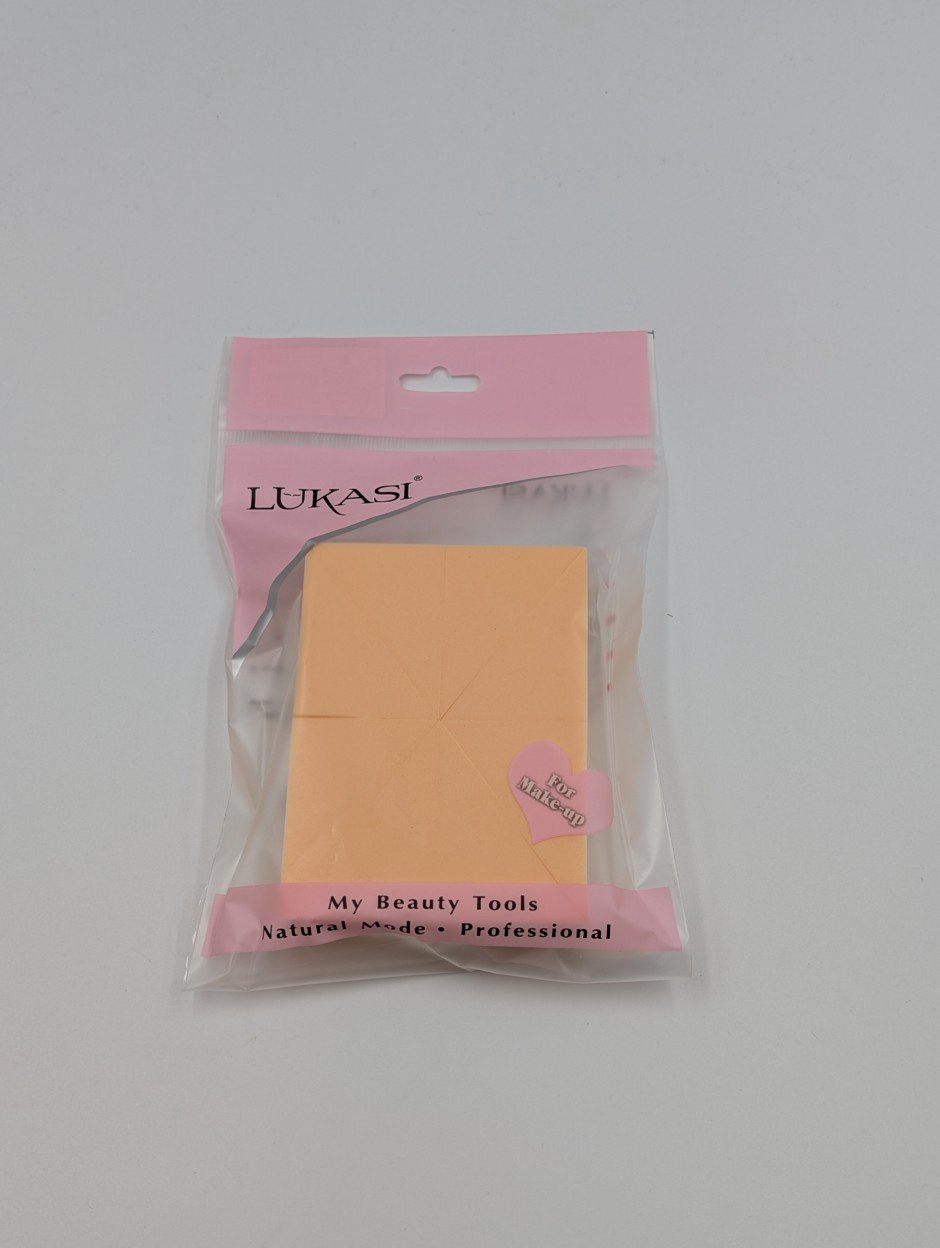 LUKASI®
For
Make-up
My Beauty Tools
Natural Mode • Professional